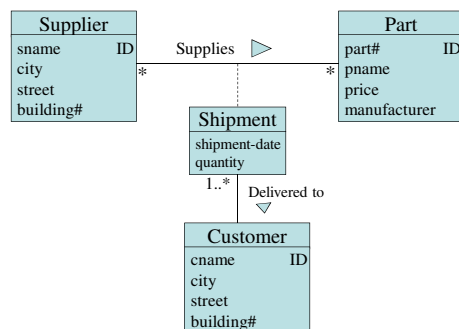 Supplier
sname ID
city
street
building#
Supplies
*
*
Part
part# ID
pname
price
manufacturer
Shipment
shipment-date
quantity
1..*
Delivered to
Customer
cname ID
city
street
building#